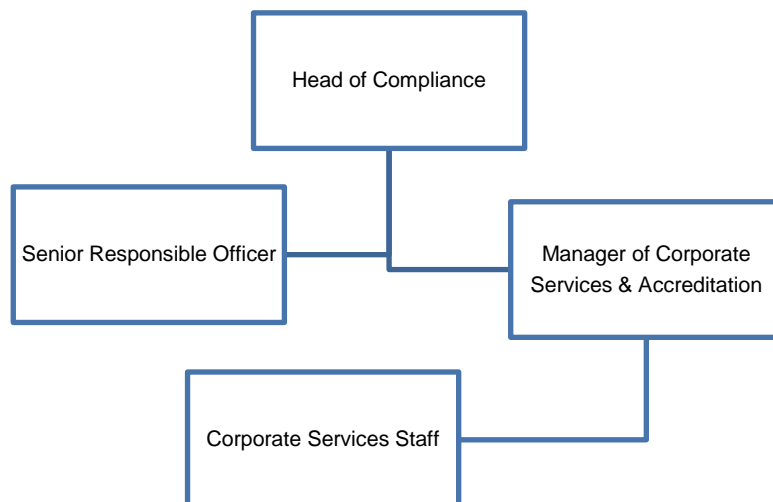 Head of Compliance
Senior Responsible Officer
Manager of Corporate
Services & Accreditation
Corporate Services Staff